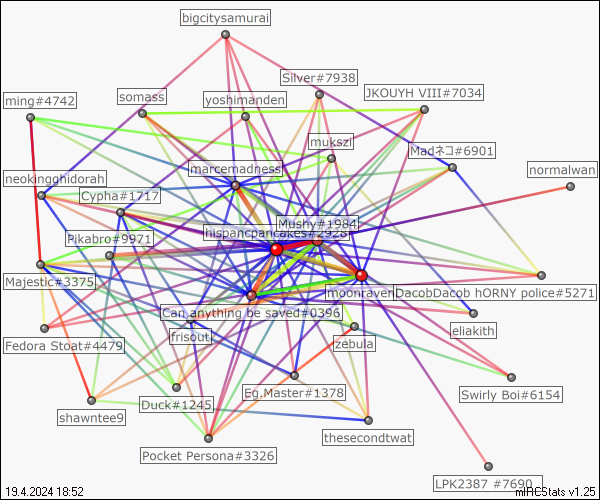 bigcitysamurai
Silver#7938
JKOUYH VIII#7034
ming#4742
somass
yoshimanden
mukszi
Madネコ#6901
marcemadness
normalwan
neokingghidorah
Cypha#1717
Mushy#1984
hispancpancakes#2928
Pikabro#9971
Majestic#3375
moonraven
DacobDacob hORNY police#5271
Can anything be saved#0396
eliakith
frisout
zebula
Fedora Stoat#4479
Eg.Master#1378
Swirly Boi#6154
Duck#1245
shawntee9
thesecondtwat
Pocket Persona#3326
LPK2387 #7690
19.4.2024 18:52
mIRCStats v1.25